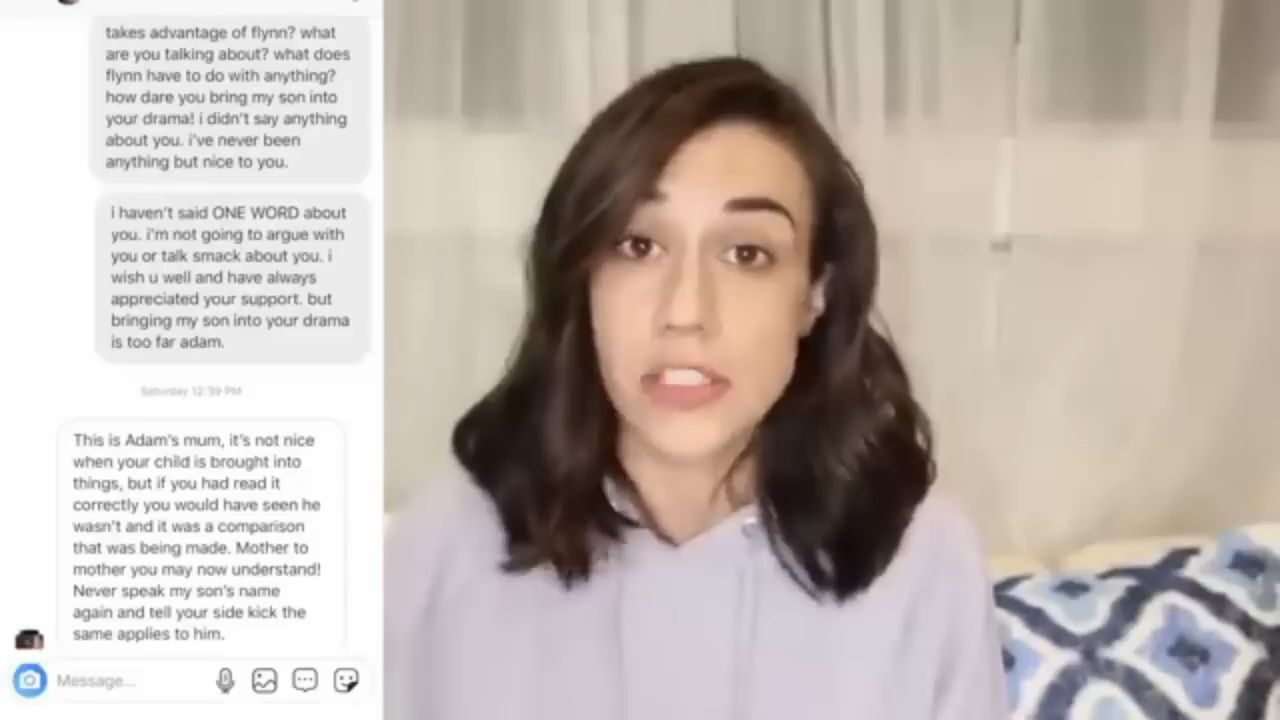 takes advantage of flynn? what
are you talking about? what does
flynn have to do with anything?
how dare you bring my son into
your drama! i didn't say anything
about you. i've never been
anything but nice to you.
i haven't said ONE WORD about
you. i'm not going to argue with
you or talk smack about you. i
wish u well and have always
appreciated your support. but
bringing my son into your drama
is too far adam.
Saturday 12:39 PM
This is Adam's mum, it's not nice
when your child is brought into
things, but if you had read it
correctly you would have seen he
wasn't and it was a comparison
that was being made. Mother to
mother you may now understand!
Never speak my son's name
again and tell your side kick the
same applies to him.
Message...